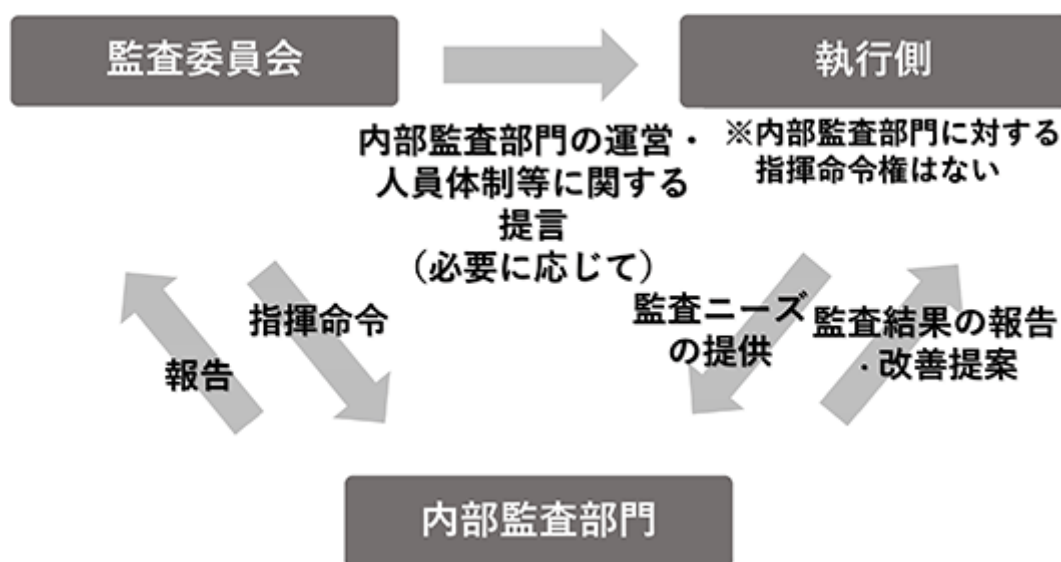 監査委員会
執行側
内部監査部門の運営・
人員体制等に関する
提言
（必要に応じて）
※内部監査部門に対する
指揮命令権はない
報告
指揮命令
監査ニーズ
の提供
監査結果の報告
・改善提案
内部監査部門